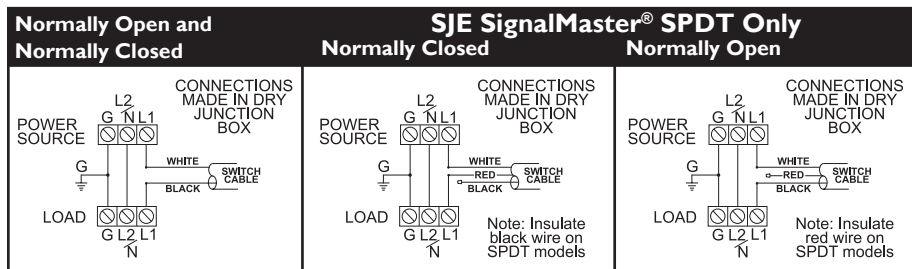 Normally Open and
Normally Closed
SJE SignalMaster® SPDT Only
Normally Closed
Normally Open
CONNECTIONS
MADE IN DRY
JUNCTION
BOX
L2
G N L1
POWER
SOURCE
G
WHITE
SWITCH
CABLE
BLACK
LOAD
G L2 L1
N
CONNECTIONS
MADE IN DRY
JUNCTION
BOX
L2
G N L1
POWER
SOURCE
G
WHITE
RED
SWITCH
CABLE
BLACK
LOAD
G L2 L1
N
Note: Insulate
black wire on
SPDT models
CONNECTIONS
MADE IN DRY
JUNCTION
BOX
L2
G N L1
POWER
SOURCE
G
WHITE
RED
SWITCH
CABLE
BLACK
LOAD
G L2 L1
N
Note: Insulate
red wire on
SPDT models